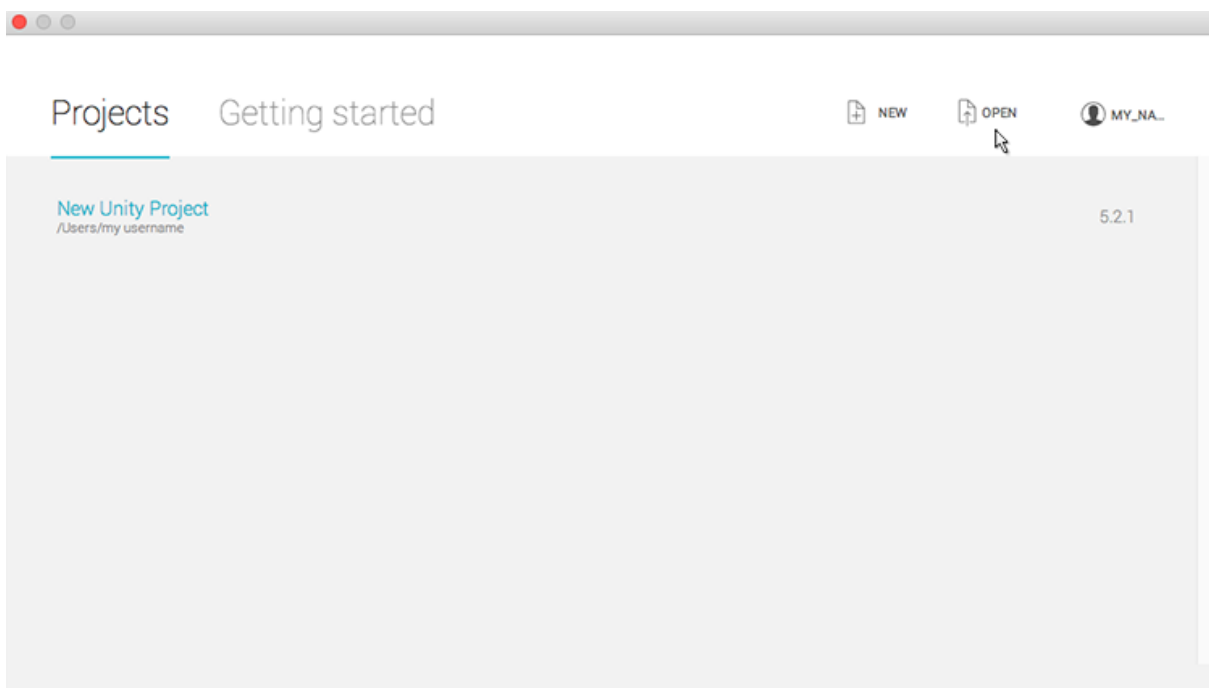 Projects Getting started NEW OPEN MY_NA...
New Unity Project 5.2.1
/Users/my username